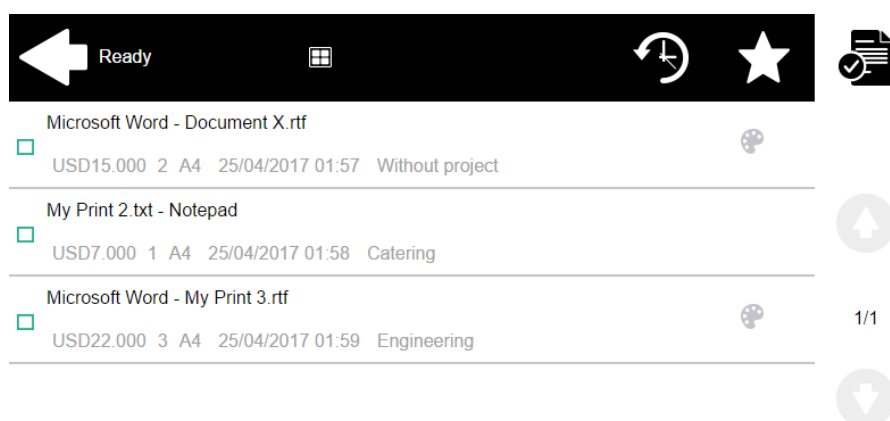 Ready
Microsoft Word - Document X.rtf
USD15.000 2 A4 25/04/2017 01:57 Without project
My Print 2.txt - Notepad
USD7.000 1 A4 25/04/2017 01:58 Catering
Microsoft Word - My Print 3.rtf
USD22.000 3 A4 25/04/2017 01:59 Engineering
1/1